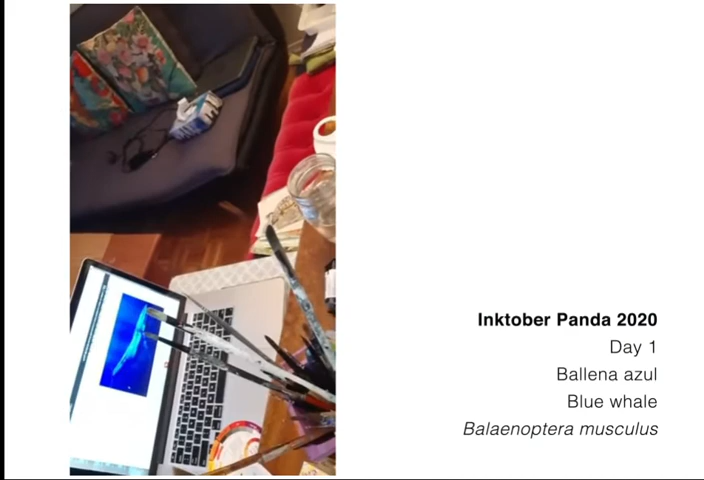 Inktober Panda 2020
Day 1
Ballena azul
Blue whale
Balaenoptera musculus